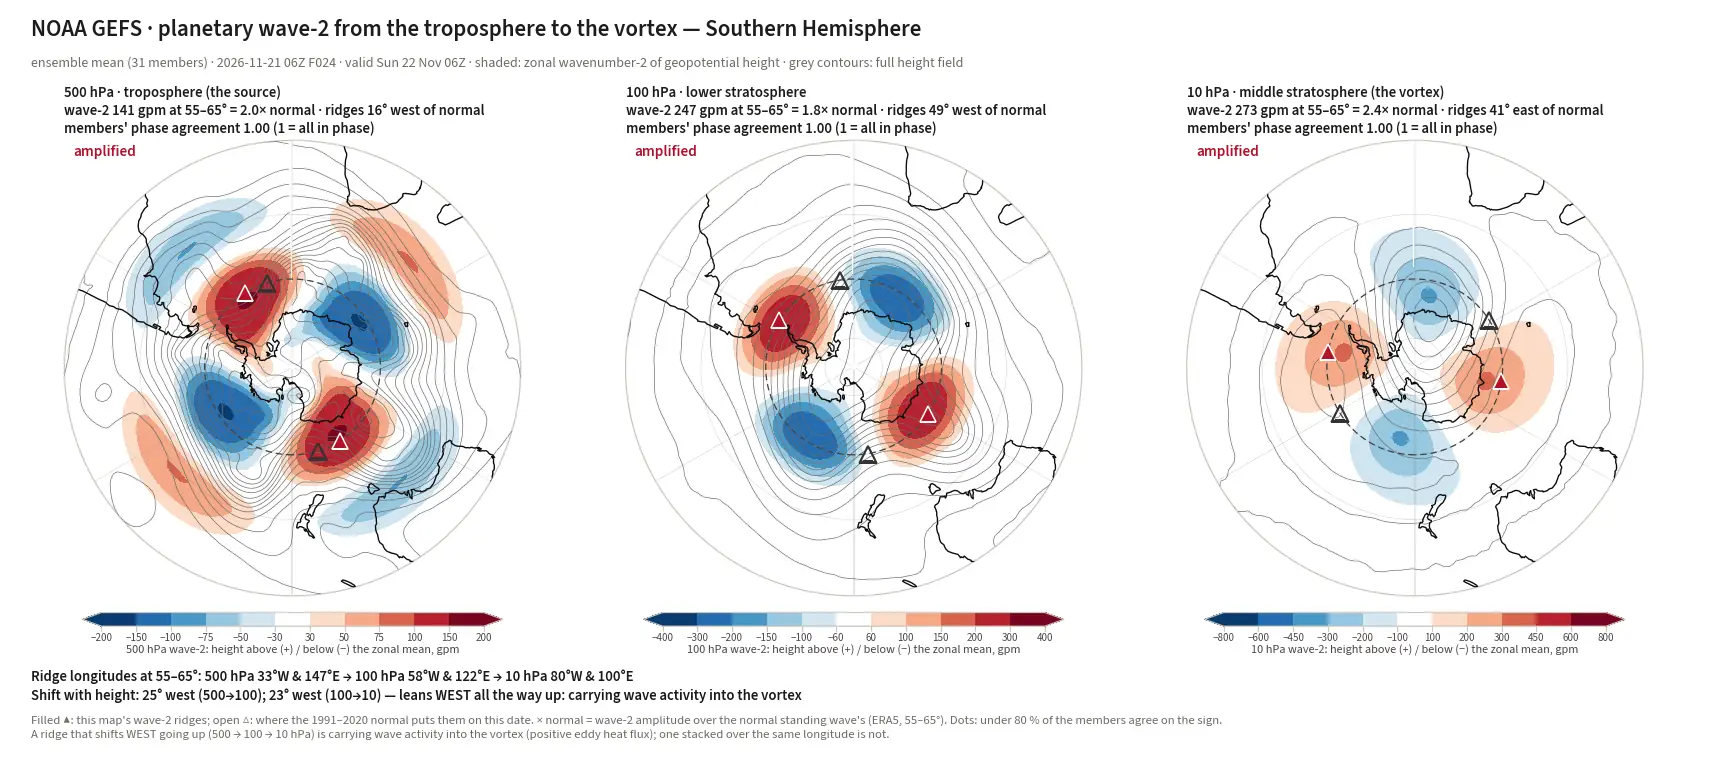 NOAA GEFS · planetary wave-2 from the troposphere to the vortex — Southern Hemisphere
ensemble mean (31 members) · 2026-11-21 06Z F024 · valid Sun 22 Nov 06Z · shaded: zonal wavenumber-2 of geopotential height · grey contours: full height field
500 hPa · troposphere (the source)
wave-2 141 gpm at 55–65° = 2.0× normal · ridges 16° west of normal
members' phase agreement 1.00 (1 = all in phase)
amplified
100 hPa · lower stratosphere
wave-2 247 gpm at 55–65° = 1.8× normal · ridges 49° west of normal
members' phase agreement 1.00 (1 = all in phase)
amplified
10 hPa · middle stratosphere (the vortex)
wave-2 273 gpm at 55–65° = 2.4× normal · ridges 41° east of normal
members' phase agreement 1.00 (1 = all in phase)
amplified
−200 −150 −100 −75 −50 −30 30 50 75 100 150 200
500 hPa wave-2: height above (+) / below (−) the zonal mean, gpm
−400 −300 −200 −150 −100 −60 60 100 150 200 300 400
100 hPa wave-2: height above (+) / below (−) the zonal mean, gpm
−800 −600 −450 −300 −200 −100 100 200 300 450 600 800
10 hPa wave-2: height above (+) / below (−) the zonal mean, gpm
Ridge longitudes at 55–65°: 500 hPa 33°W & 147°E → 100 hPa 58°W & 122°E → 10 hPa 80°W & 100°E
Shift with height: 25° west (500→100); 23° west (100→10) — leans WEST all the way up: carrying wave activity into the vortex
Filled ▲: this map's wave-2 ridges; open △: where the 1991–2020 normal puts them on this date. × normal = wave-2 amplitude over the normal standing wave's (ERA5, 55–65°). Dots: under 80 % of the members agree on the sign.
A ridge that shifts WEST going up (500 → 100 → 10 hPa) is carrying wave activity into the vortex (positive eddy heat flux); one stacked over the same longitude is not.